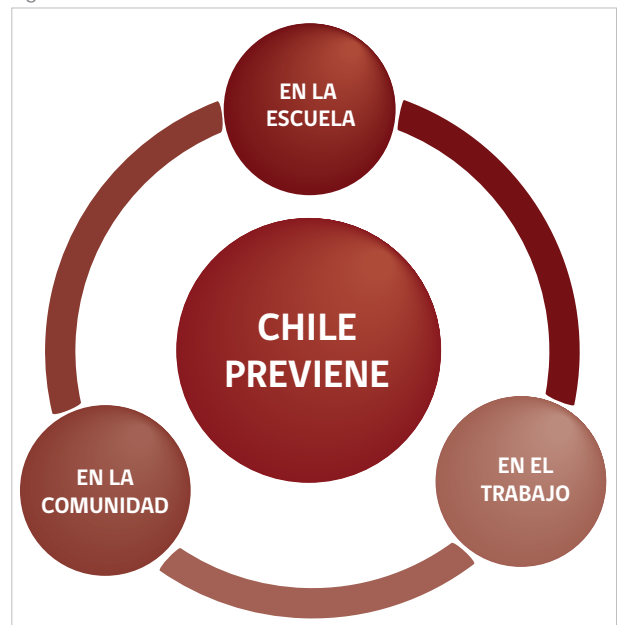 EN LA
ESCUELA
CHILE
PREVIENE
EN LA
COMUNIDAD
EN EL
TRABAJO